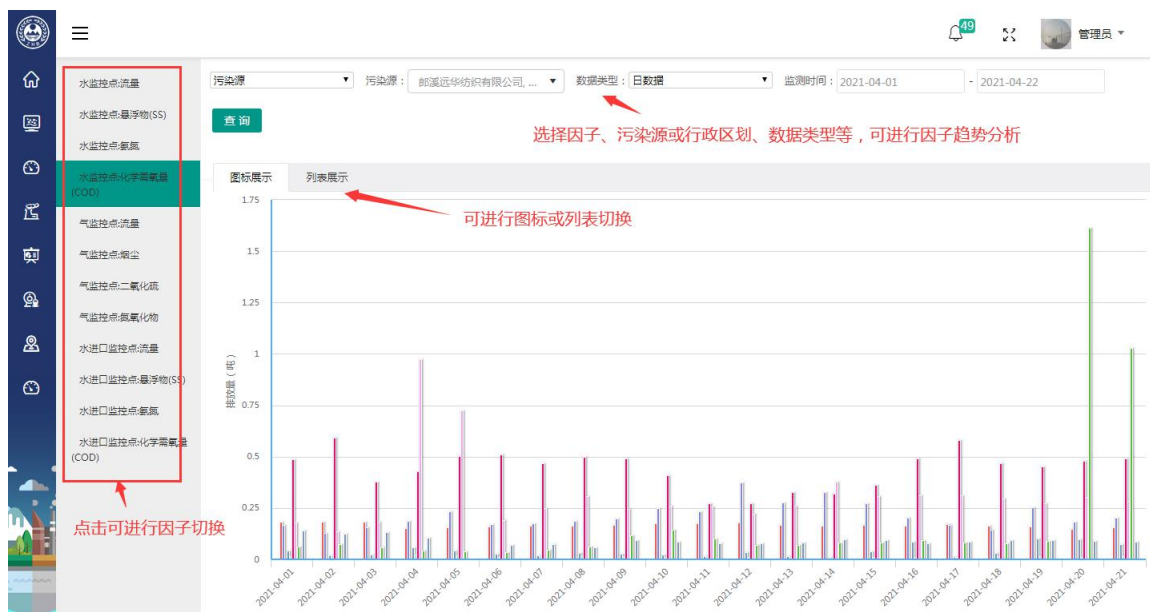 49
管理员
水监控点:流量
水监控点:悬浮物(SS)
水监控点:氨氮
水监控点:化学需氧量
(COD)
气监控点:流量
气监控点:烟尘
气监控点:二氧化硫
气监控点:氮氧化物
水进口监控点:流量
水进口监控点:悬浮物(SS)
水进口监控点:氨氮
水进口监控点:化学需氧量
(COD)
点击可进行因子切换
污染源
污染源：
郎溪远华纺织有限公司, ...
数据类型：
日数据
监测时间：
2021-04-01
-
2021-04-22
查 询
选择因子、污染源或行政区划、数据类型等，可进行因子趋势分析
图标展示
列表展示
可进行图标或列表切换
排放量（吨）
1.75
1.5
1.25
1
0.75
0.5
0.25
0
2021-04-01
2021-04-02
2021-04-03
2021-04-04
2021-04-05
2021-04-06
2021-04-07
2021-04-08
2021-04-09
2021-04-10
2021-04-11
2021-04-12
2021-04-13
2021-04-14
2021-04-15
2021-04-16
2021-04-17
2021-04-18
2021-04-19
2021-04-20
2021-04-21